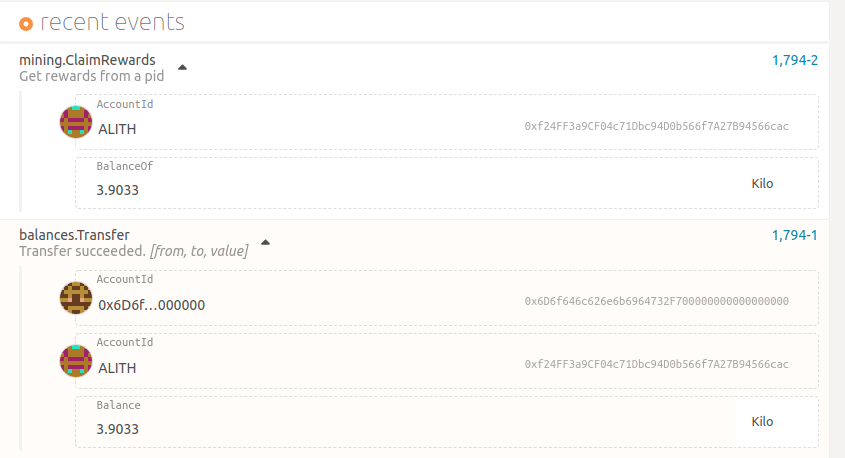 recent events
mining.ClaimRewards
1,794-2
Get rewards from a pid
AccountId
ALITH
0xf24FF3a9CF04c71Dbc94D0b566f7A27B94566cac
BalanceOf
3.9033
Kilo
balances.Transfer
1,794-1
Transfer succeeded. [from, to, value]
AccountId
0x6D6f…000000
0x6D6f646c626e6b6964732F700000000000000000
AccountId
ALITH
0xf24FF3a9CF04c71Dbc94D0b566f7A27B94566cac
Balance
3.9033
Kilo